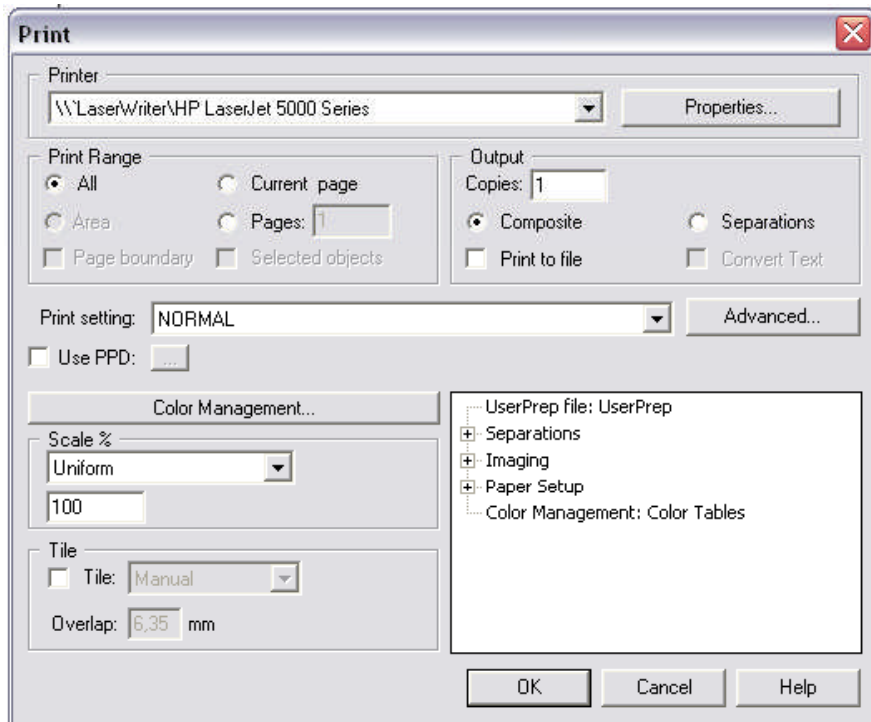 Print
Printer
\\`LaserWriter\HP LaserJet 5000 Series
Properties...
Print Range
All
Current page
Area
Pages: 1
Page boundary
Selected objects
Output
Copies: 1
Composite
Separations
Print to file
Convert Text
Print setting: NORMAL
Advanced...
Use PPD: ...
Color Management...
Scale %
Uniform
100
Tile
Tile: Manual
Overlap: 6,35 mm
UserPrep file: UserPrep
Separations
Imaging
Paper Setup
Color Management: Color Tables
OK
Cancel
Help